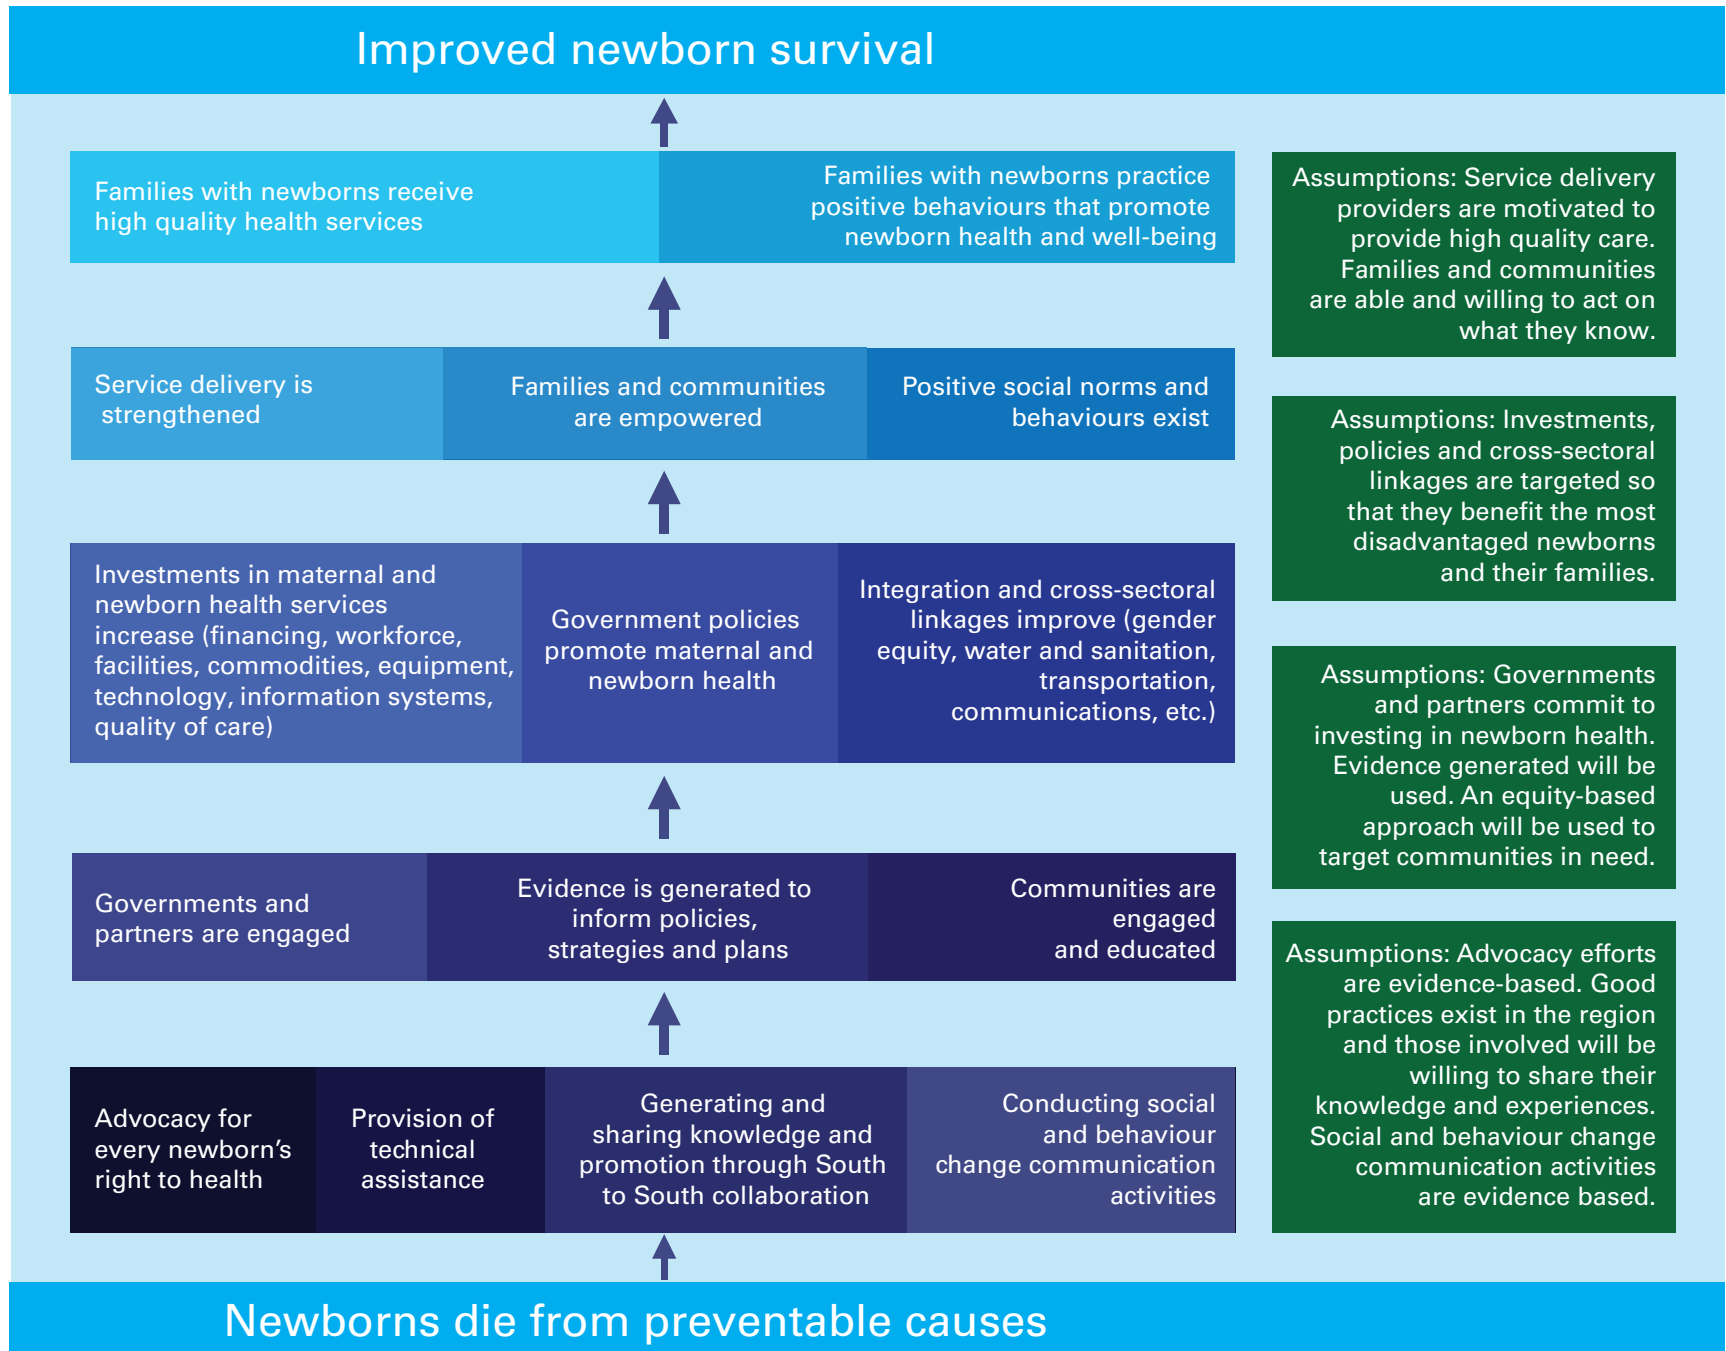 Improved newborn survival
Families with newborns receive
high quality health services
Families with newborns practice
positive behaviours that promote
newborn health and well-being
Assumptions: Service delivery
providers are motivated to
provide high quality care.
Families and communities
are able and willing to act on
what they know.
Service delivery is
strengthened
Families and communities
are empowered
Positive social norms and
behaviours exist
Assumptions: Investments,
policies and cross-sectoral
linkages are targeted so
that they benefit the most
disadvantaged newborns
and their families.
Investments in maternal and
newborn health services
increase (financing, workforce,
facilities, commodities, equipment,
technology, information systems,
quality of care)
Government policies
promote maternal and
newborn health
Integration and cross-sectoral
linkages improve (gender
equity, water and sanitation,
transportation,
communications, etc.)
Assumptions: Governments
and partners commit to
investing in newborn health.
Evidence generated will be
used. An equity-based
approach will be used to
target communities in need.
Governments and
partners are engaged
Evidence is generated to
inform policies,
strategies and plans
Communities are
engaged
and educated
Assumptions: Advocacy efforts
are evidence-based. Good
practices exist in the region
and those involved will be
willing to share their
knowledge and experiences.
Social and behaviour change
communication activities
are evidence based.
Advocacy for
every newborn's
right to health
Provision of
technical
assistance
Generating and
sharing knowledge and
promotion through South
to South collaboration
Conducting social
and behaviour
change communication
activities
Newborns die from preventable causes